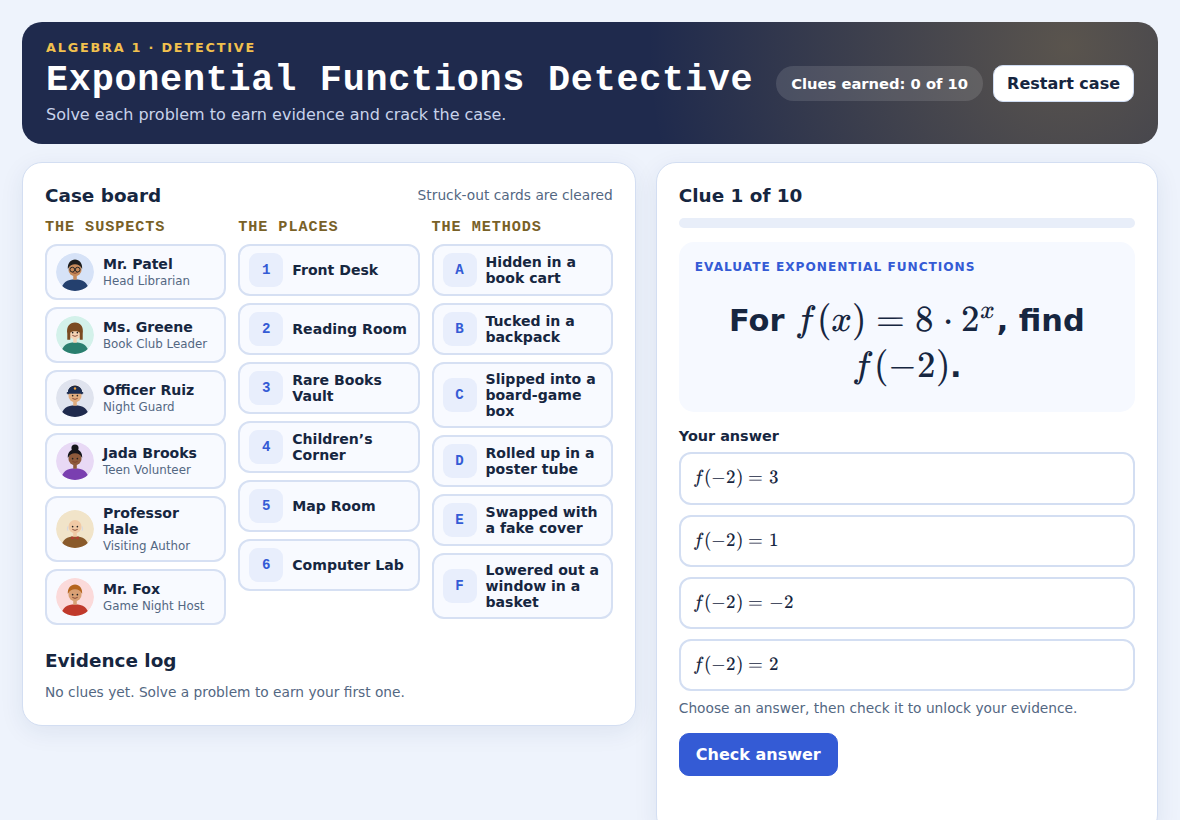 ALGEBRA 1 · DETECTIVE
Exponential Functions Detective
Solve each problem to earn evidence and crack the case.
Clues earned: 0 of 10
Restart case
Case board
Struck-out cards are cleared
THE SUSPECTS
Mr. Patel
Head Librarian
Ms. Greene
Book Club Leader
Officer Ruiz
Night Guard
Jada Brooks
Teen Volunteer
Professor
Hale
Visiting Author
Mr. Fox
Game Night Host
THE PLACES
1 Front Desk
2 Reading Room
3 Rare Books
Vault
4 Children’s
Corner
5 Map Room
6 Computer Lab
THE METHODS
A Hidden in a
book cart
B Tucked in a
backpack
C Slipped into a
board-game
box
D Rolled up in a
poster tube
E Swapped with
a fake cover
F Lowered out a
window in a
basket
Evidence log
No clues yet. Solve a problem to earn your first one.
Clue 1 of 10
EVALUATE EXPONENTIAL FUNCTIONS
For f(x) = 8 · 2^x, find
f(−2).
Your answer
f(−2) = 3
f(−2) = 1
f(−2) = −2
f(−2) = 2
Choose an answer, then check it to unlock your evidence.
Check answer